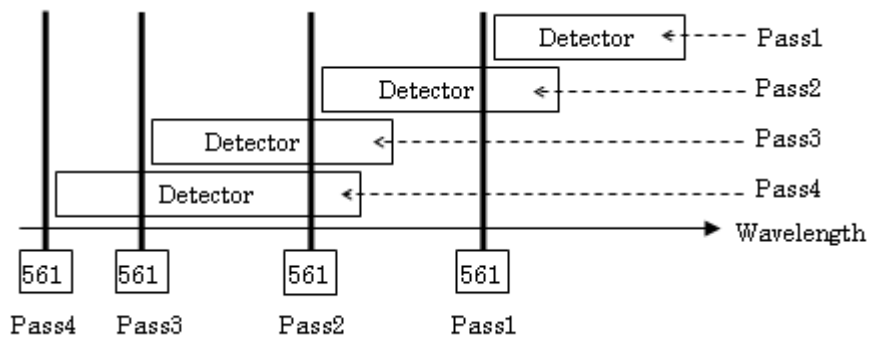 Detector Pass1
Detector Pass2
Detector Pass3
Detector Pass4
Wavelength
561 561 561 561
Pass4 Pass3 Pass2 Pass1